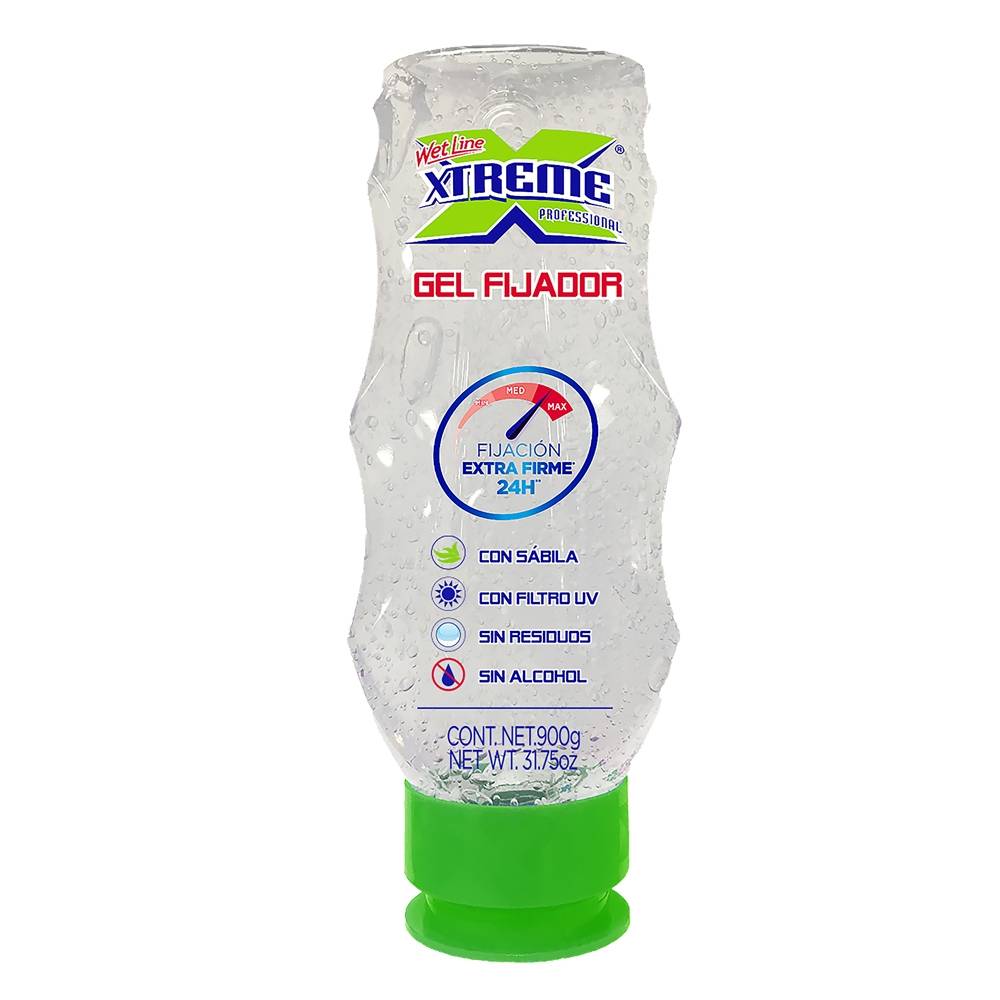 Wet Line
XTREME®
PROFESSIONAL
GEL FIJADOR
MIN MED MAX
FIJACIÓN
EXTRA FIRME*
24H**
CON SÁBILA
CON FILTRO UV
SIN RESIDUOS
SIN ALCOHOL
CONT. NET. 900g
NET WT. 31.75oz